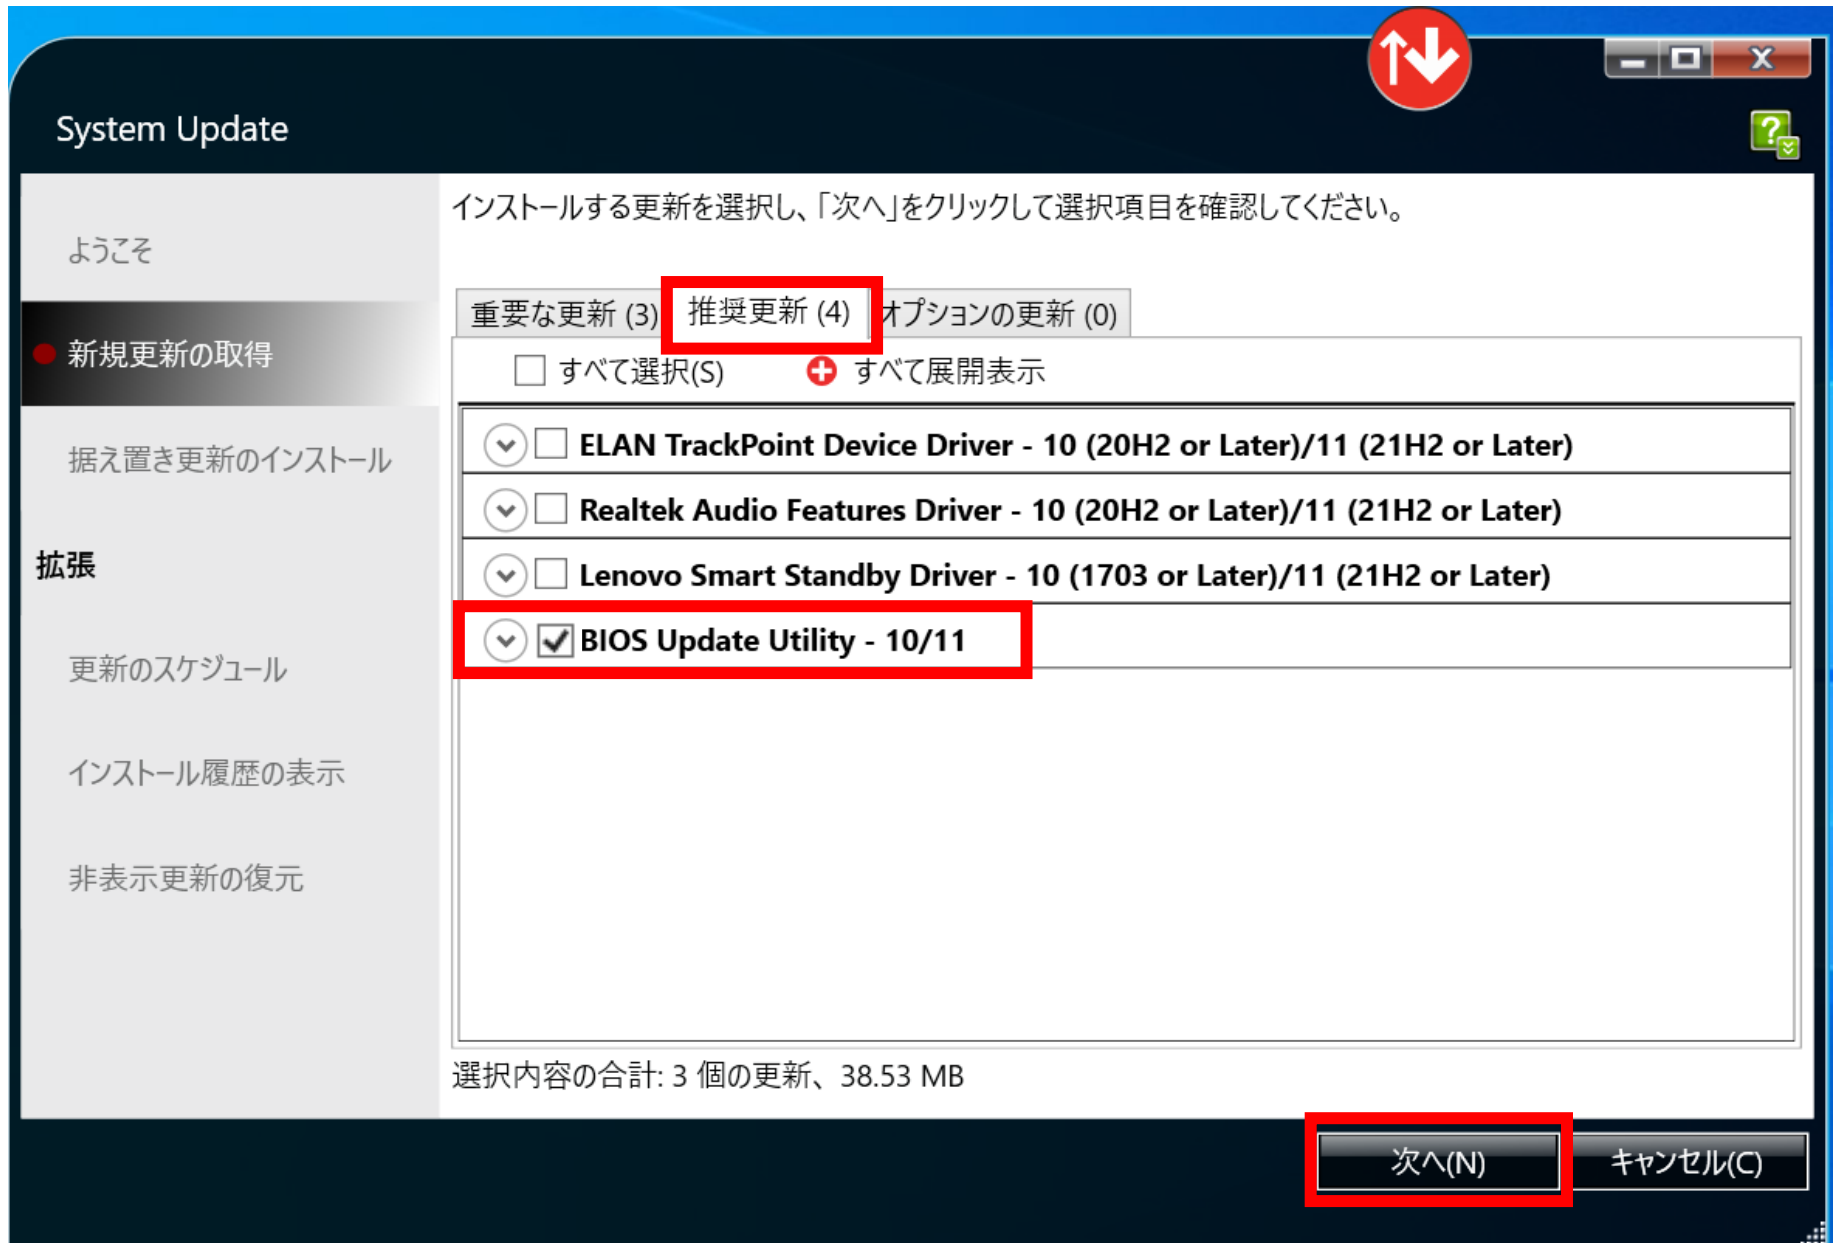 System Update
インストールする更新を選択し、「次へ」をクリックして選択項目を確認してください。
ようこそ
新規更新の取得
据え置き更新のインストール
拡張
更新のスケジュール
インストール履歴の表示
非表示更新の復元
重要な更新 (3) 推奨更新 (4) オプションの更新 (0)
すべて選択(S) すべて展開表示
ELAN TrackPoint Device Driver - 10 (20H2 or Later)/11 (21H2 or Later)
Realtek Audio Features Driver - 10 (20H2 or Later)/11 (21H2 or Later)
Lenovo Smart Standby Driver - 10 (1703 or Later)/11 (21H2 or Later)
BIOS Update Utility - 10/11
選択内容の合計: 3 個の更新、38.53 MB
次へ(N) キャンセル(C)